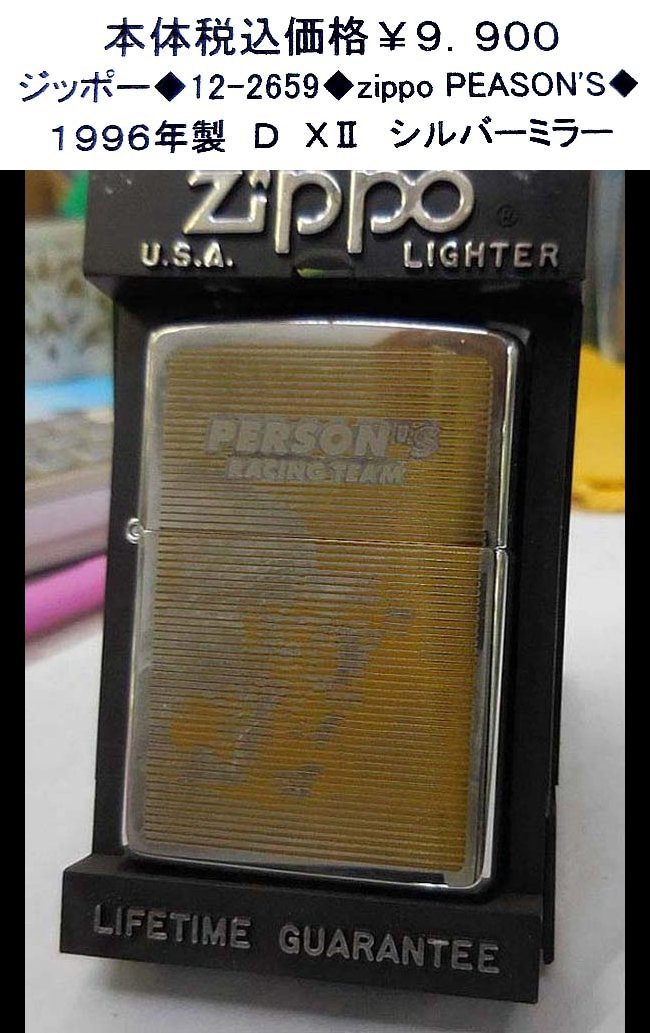 本体税込価格￥９．９００
ジッポー◆12-2659◆zippo PEASON'S◆
１９９６年製　Ｄ　ＸⅡ　シルバーミラー
zippo ®
U.S.A. LIGHTER
PERSON'S
RACING TEAM
LIFETIME GUARANTEE